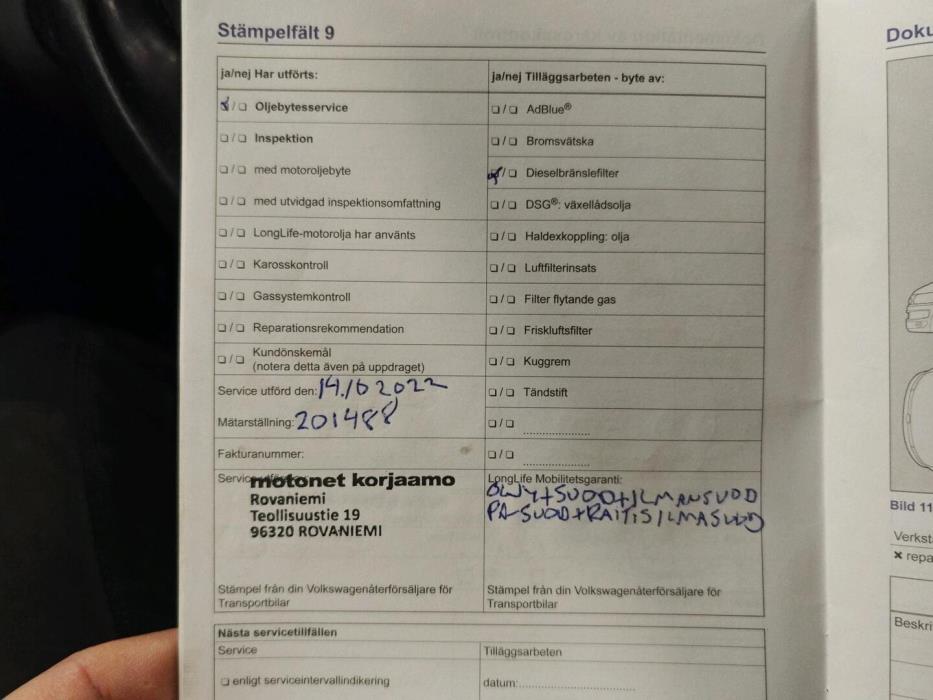 Stämpelfält 9
Doku
ja/nej Har utförts:
ja/nej Tilläggsarbeten - byte av:
/ Oljebytesservice
/ AdBlue®
/ Inspektion
/ Bromsvätska
/ med motoroljebyte
/ Dieselbränslefilter
/ med utvidgad inspektionsomfattning
/ DSG®: växellådsolja
/ LongLife-motorolja har använts
/ Haldexkoppling: olja
/ Karosskontroll
/ Luftfilterinsats
/ Gassystemkontroll
/ Filter flytande gas
/ Reparationsrekommendation
/ Friskluftsfilter
/ Kundönskemål
(notera detta även på uppdraget)
/ Kuggrem
Service utförd den: 14.10 2022
/ Tändstift
Mätarställning: 201488
/
Fakturanummer:
/
motonet korjaamo
Rovaniemi
Teollisuustie 19
96320 ROVANIEMI
LongLife Mobilitetsgaranti:
ÖLJY+SUOD+ILMANSUOD
PA-SUOD+RAITISILMASUOD
Bild 11
Verkst
× repa
Stämpel från din Volkswagenåterförsäljare för
Transportbilar
Stämpel från din Volkswagenåterförsäljare för
Transportbilar
Beskri
Nästa servicetillfällen
Service
Tilläggsarbeten
enligt serviceintervallindikering
datum: